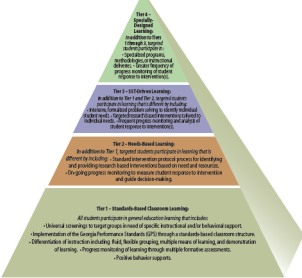 Tier 4 –
Specially-
Designed
Learning:
In addition to Tiers
1 through 3, targeted
students participate in:
• Specialized programs,
methodologies, or instructional
deliveries. • Greater frequency of
progress monitoring of student
response to intervention(s).
Tier 3 – SST-Driven Learning:
In addition to Tier 1 and Tier 2, targeted students
participate in learning that is different by including:
• Intensive, formalized problem solving to identify individual
student needs. • Targeted research based interventions tailored to
individual needs. • Frequent progress monitoring and analysis of
student response to intervention(s).
Tier 2 – Needs-Based Learning:
In addition to Tier 1, targeted students participate in learning that is
different by including: • Standard intervention protocol process for identifying
and providing research based interventions based on need and resources.
• On-going progress monitoring to measure student response to intervention
and guide decision-making.
Tier 1 – Standards-Based Classroom Learning:
All students participate in general education learning that includes:
• Universal screenings to target groups in need of specific instructional and/or behavioral support.
• Implementation of the Georgia Performance Standards (GPS) through a standards based classroom structure.
• Differentiation of instruction including fluid, flexible grouping, multiple means of learning, and demonstration
of learning. • Progress monitoring of learning through multiple formative assessments.
• Positive behavior supports.